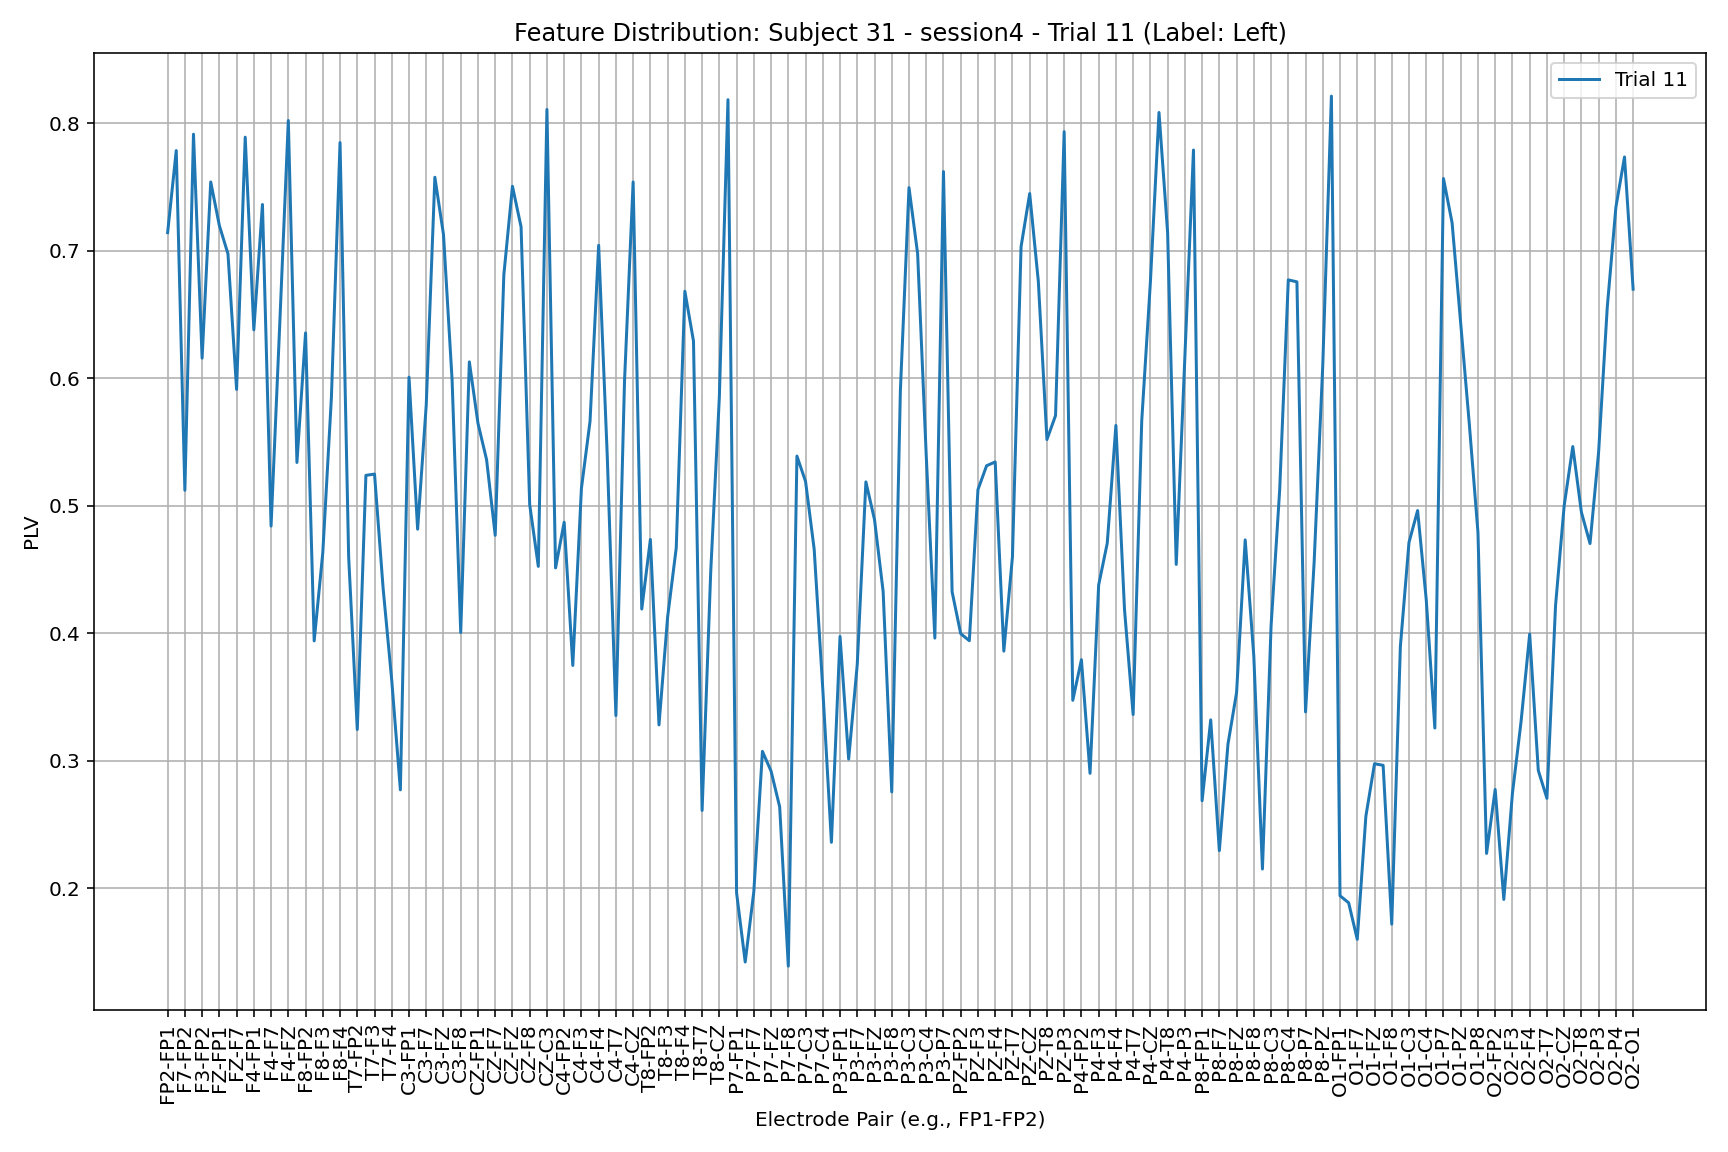 Feature Distribution: Subject 31 - session4 - Trial 11 (Label: Left)
Trial 11
PLV
0.8
0.7
0.6
0.5
0.4
0.3
0.2
FP2-FP1
F7-FP2
F3-FP2
FZ-FP1
FZ-F7
F4-FP1
F4-F7
F4-FZ
F8-FP2
F8-F3
F8-F4
T7-FP2
T7-F3
T7-F4
C3-FP1
C3-F7
C3-FZ
C3-F8
CZ-FP1
CZ-F7
CZ-FZ
CZ-F8
CZ-C3
C4-FP2
C4-F3
C4-F4
C4-T7
C4-CZ
T8-FP2
T8-F3
T8-F4
T8-T7
T8-CZ
P7-FP1
P7-F7
P7-FZ
P7-F8
P7-C3
P7-C4
P3-FP1
P3-F7
P3-FZ
P3-F8
P3-C3
P3-C4
P3-P7
PZ-FP2
PZ-F3
PZ-F4
PZ-T7
PZ-CZ
PZ-T8
PZ-P3
P4-FP2
P4-F3
P4-F4
P4-T7
P4-CZ
P4-T8
P4-P3
P8-FP1
P8-F7
P8-FZ
P8-F8
P8-C3
P8-C4
P8-P7
P8-PZ
O1-FP1
O1-F7
O1-FZ
O1-F8
O1-C3
O1-C4
O1-P7
O1-PZ
O1-P8
O2-FP2
O2-F3
O2-F4
O2-T7
O2-CZ
O2-T8
O2-P3
O2-P4
O2-O1
Electrode Pair (e.g., FP1-FP2)